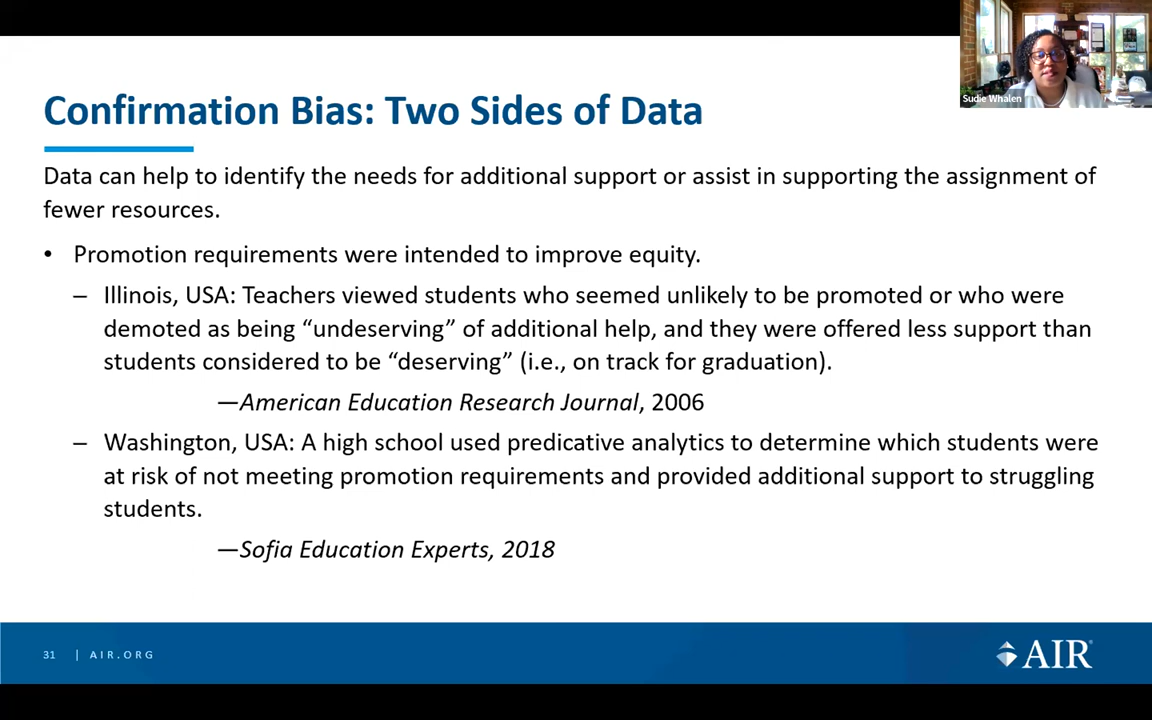 Sudie Whalen
Confirmation Bias: Two Sides of Data
Data can help to identify the needs for additional support or assist in supporting the assignment of
fewer resources.
• Promotion requirements were intended to improve equity.
– Illinois, USA: Teachers viewed students who seemed unlikely to be promoted or who were
demoted as being “undeserving” of additional help, and they were offered less support than
students considered to be “deserving” (i.e., on track for graduation).
—American Education Research Journal, 2006
– Washington, USA: A high school used predicative analytics to determine which students were
at risk of not meeting promotion requirements and provided additional support to struggling
students.
—Sofia Education Experts, 2018
31 | AIR.ORG
AIR®